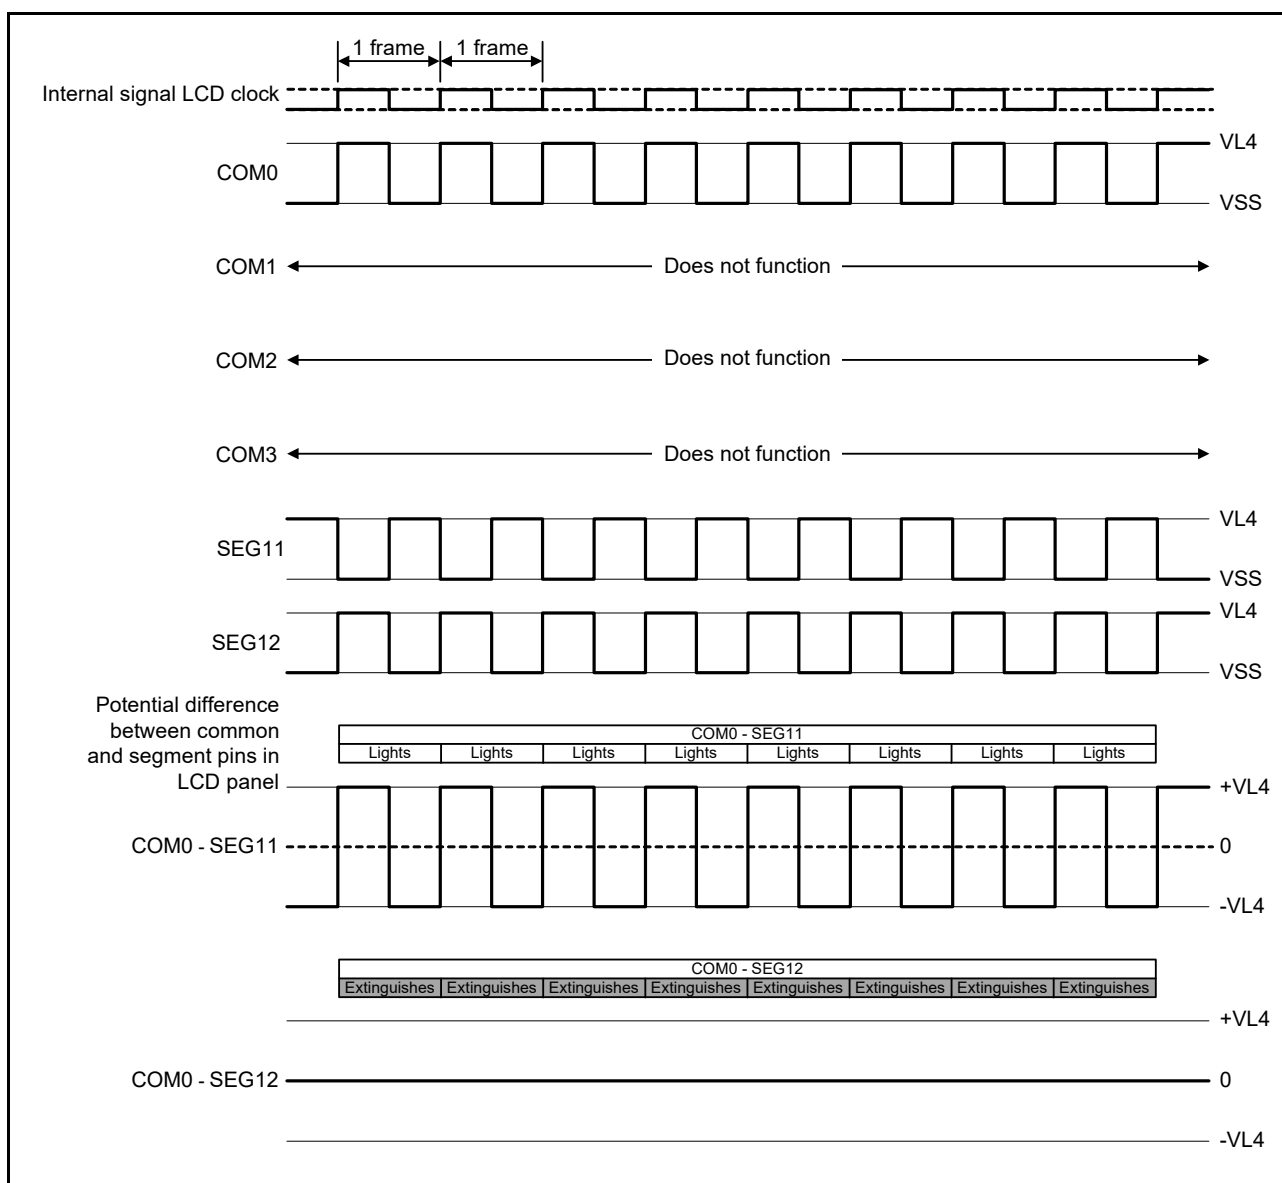 1 frame 1 frame
Internal signal LCD clock
VL4
COM0
VSS
COM1 Does not function
COM2 Does not function
COM3 Does not function
VL4
SEG11
VSS
VL4
SEG12
VSS
Potential difference
between common
and segment pins in
LCD panel
COM0 - SEG11
Lights Lights Lights Lights Lights Lights Lights Lights
+VL4
COM0 - SEG11 0
-VL4
COM0 - SEG12
Extinguishes Extinguishes Extinguishes Extinguishes Extinguishes Extinguishes Extinguishes Extinguishes
+VL4
COM0 - SEG12 0
-VL4